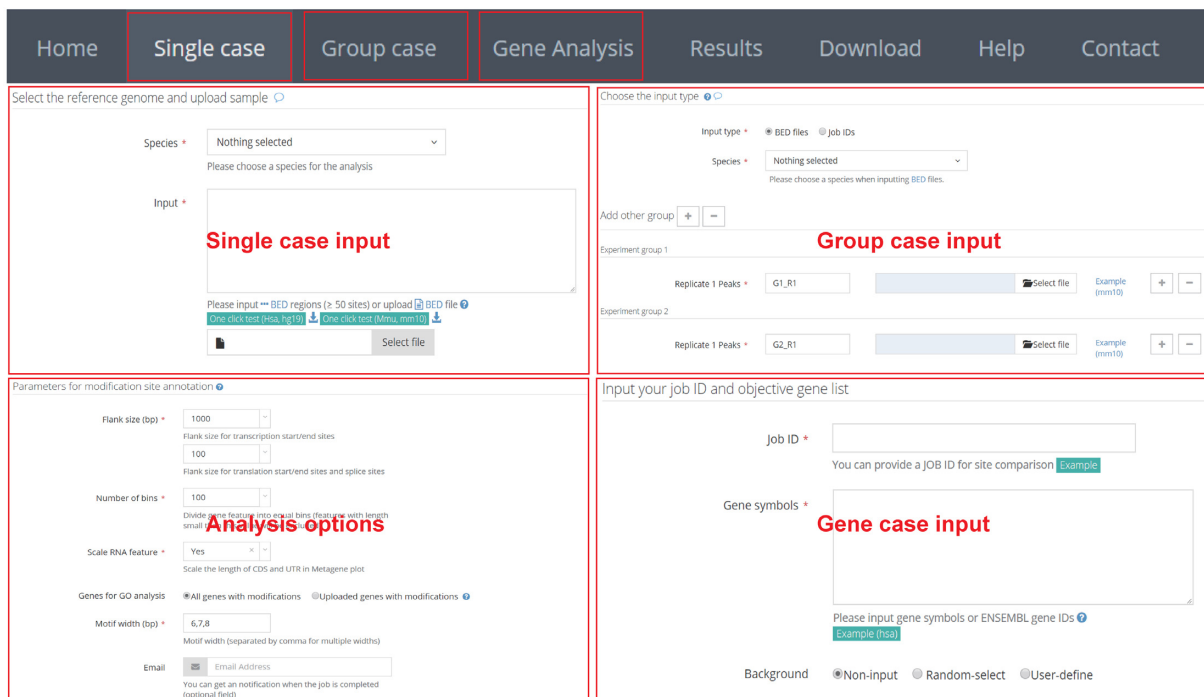 Home Single case Group case Gene Analysis Results Download Help Contact
Select the reference genome and upload sample
Species *
Nothing selected
Please choose a species for the analysis
Input *
Single case input
Please input BED regions (≥ 50 sites) or upload BED file
One click test (Hsa, hg19) One click test (Mmu, mm10)
Select file
Choose the input type
Input type * BED files Job IDs
Species * Nothing selected
Please choose a species when inputting BED files.
Add other group + −
Group case input
Experiment group 1
Replicate 1 Peaks * G1_R1 Select file Example + −
(mm10)
Experiment group 2
Replicate 1 Peaks * G2_R1 Select file Example + −
(mm10)
Parameters for modification site annotation
Flank size (bp) * 1000
Flank size for transcription start/end sites
100
Flank size for translation start/end sites and splice sites
Number of bins * 100
Divide gene feature into equal bins (features with length
small
Analysis options
Scale RNA feature * Yes ×
Scale the length of CDS and UTR in Metagene plot
Genes for GO analysis All genes with modifications Uploaded genes with modifications
Motif width (bp) * 6,7,8
Motif width (separated by comma for multiple widths)
Email Email Address
You can get an notification when the job is completed
(optional field)
Input your job ID and objective gene list
Job ID *
You can provide a JOB ID for site comparison Example
Gene symbols *
Gene case input
Please input gene symbols or ENSEMBL gene IDs
Example (hsa)
Background Non-input Random-select User-define